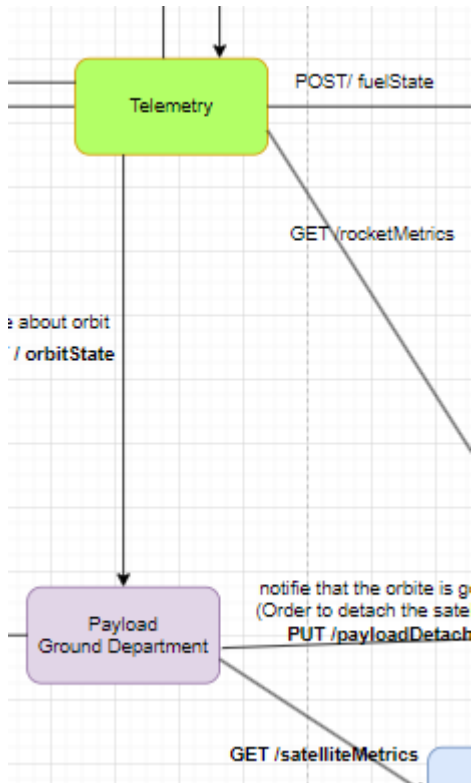 POST/ fuelState
Telemetry
GET /rocketMetrics
about orbit
/ orbitState
notifie that the orbite is
(Order to detach the
PUT /payloadDetach
Payload
Ground Department
GET /satelliteMetrics